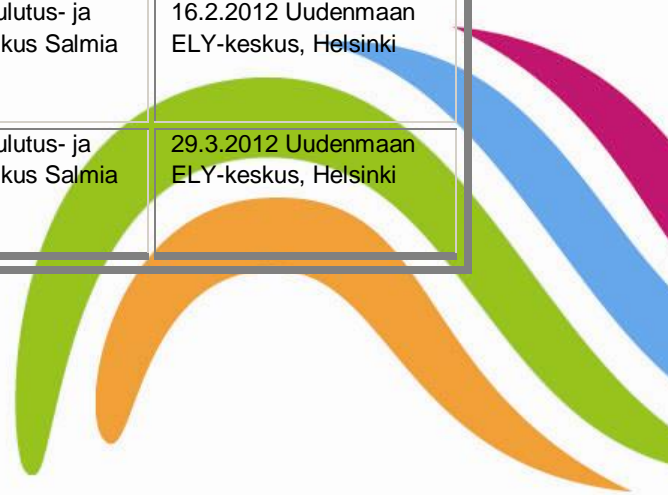 ulutus- ja
kus Salmia
16.2.2012 Uudenmaan
ELY-keskus, Helsinki
ulutus- ja
kus Salmia
29.3.2012 Uudenmaan
ELY-keskus, Helsinki